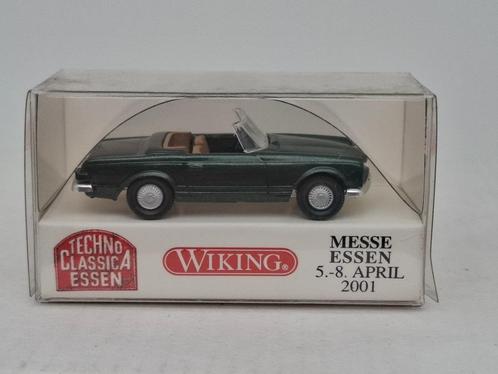 TECHNO
CLASSICA
ESSEN
WIKING®
MESSE
ESSEN
5.-8. APRIL
2001